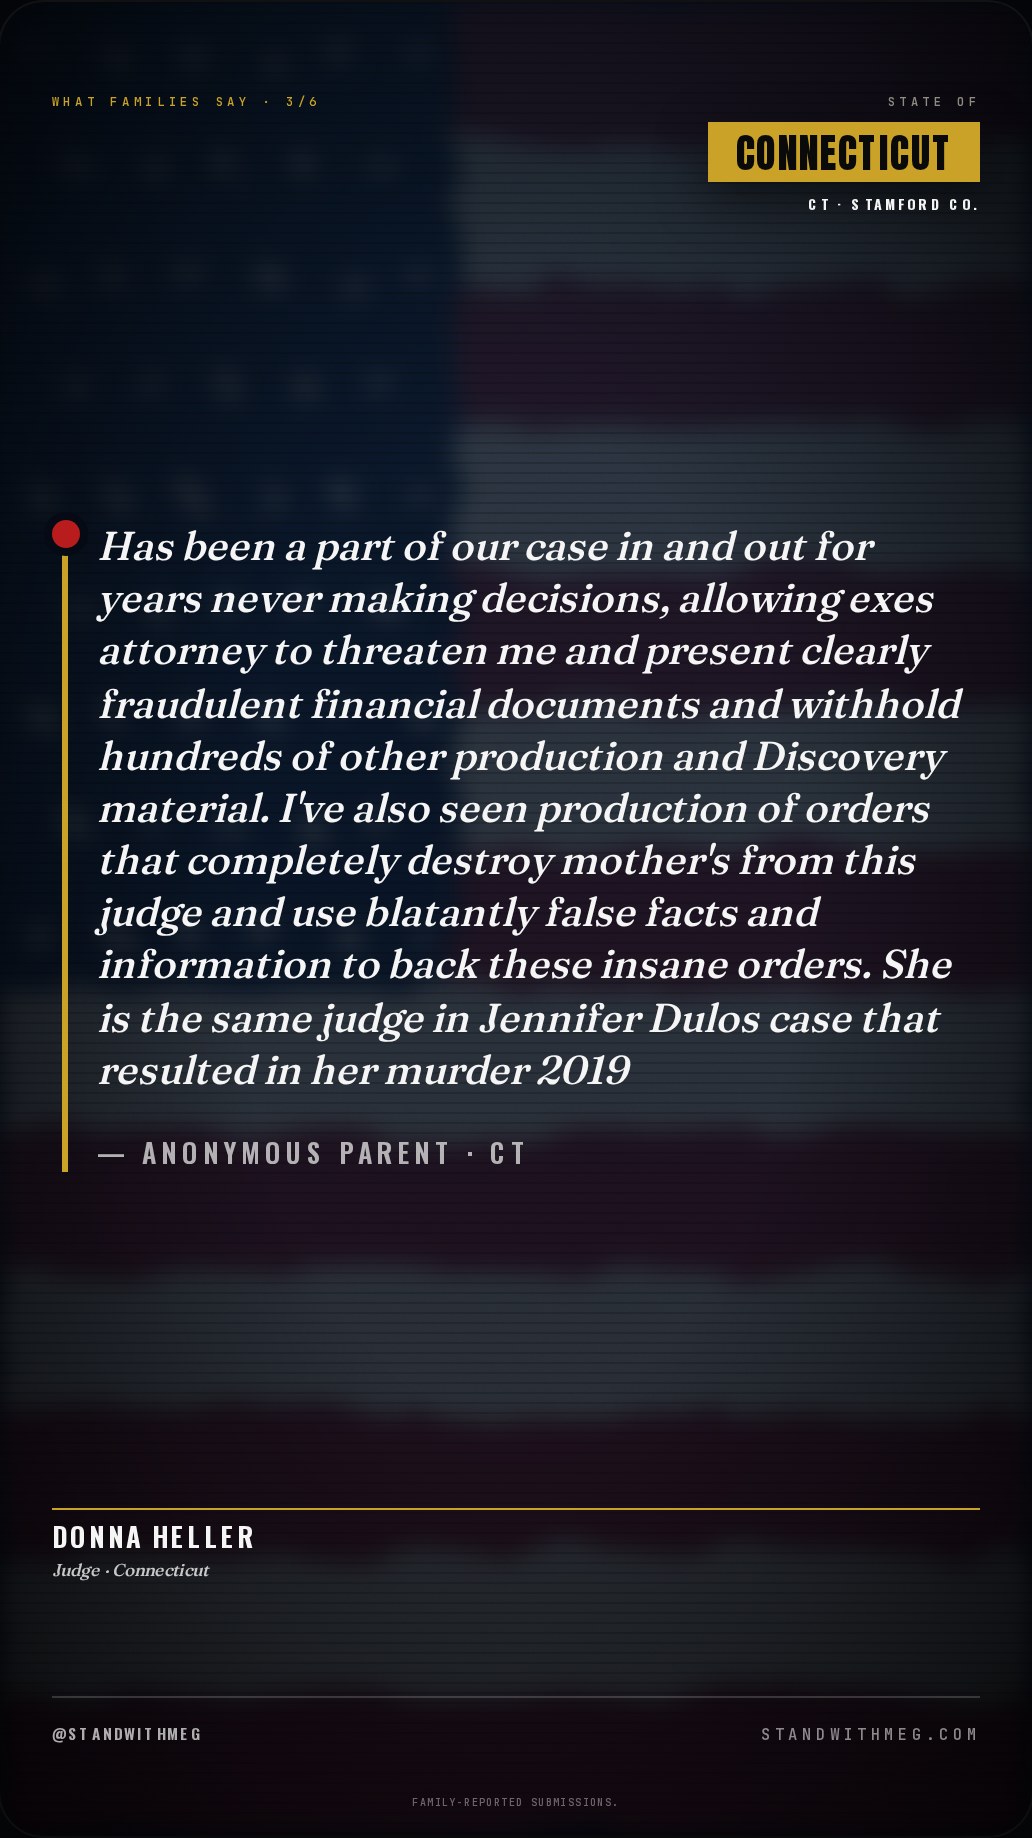 WHAT FAMILIES SAY · 3/6
STATE OF
CONNECTICUT
CT · STAMFORD CO.
Has been a part of our case in and out for
years never making decisions, allowing exes
attorney to threaten me and present clearly
fraudulent financial documents and withhold
hundreds of other production and Discovery
material. I've also seen production of orders
that completely destroy mother's from this
judge and use blatantly false facts and
information to back these insane orders. She
is the same judge in Jennifer Dulos case that
resulted in her murder 2019
— ANONYMOUS PARENT · CT
DONNA HELLER
Judge · Connecticut
@STANDWITHMEG
STANDWITHMEG.COM
FAMILY-REPORTED SUBMISSIONS.